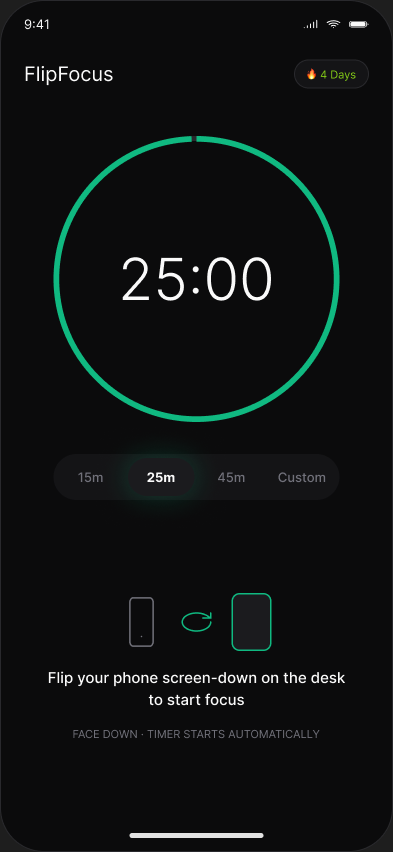 9:41
FlipFocus
🔥 4 Days
25:00
15m
25m
45m
Custom
Flip your phone screen-down on the desk
to start focus
FACE DOWN · TIMER STARTS AUTOMATICALLY